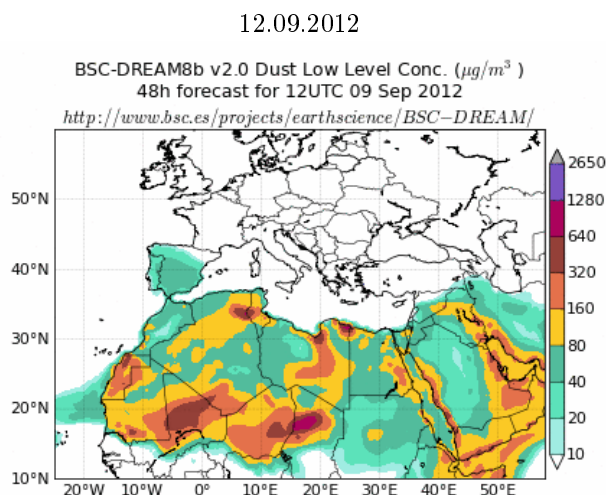 12.09.2012
BSC-DREAM8b v2.0 Dust Low Level Conc. (μg/m³ )
48h forecast for 12UTC 09 Sep 2012
http://www.bsc.es/projects/earthscience/BSC−DREAM/
50°N
40°N
30°N
20°N
10°N
20°W
10°W
0°
10°E
20°E
30°E
40°E
50°E
2650
1280
640
320
160
80
40
20
10